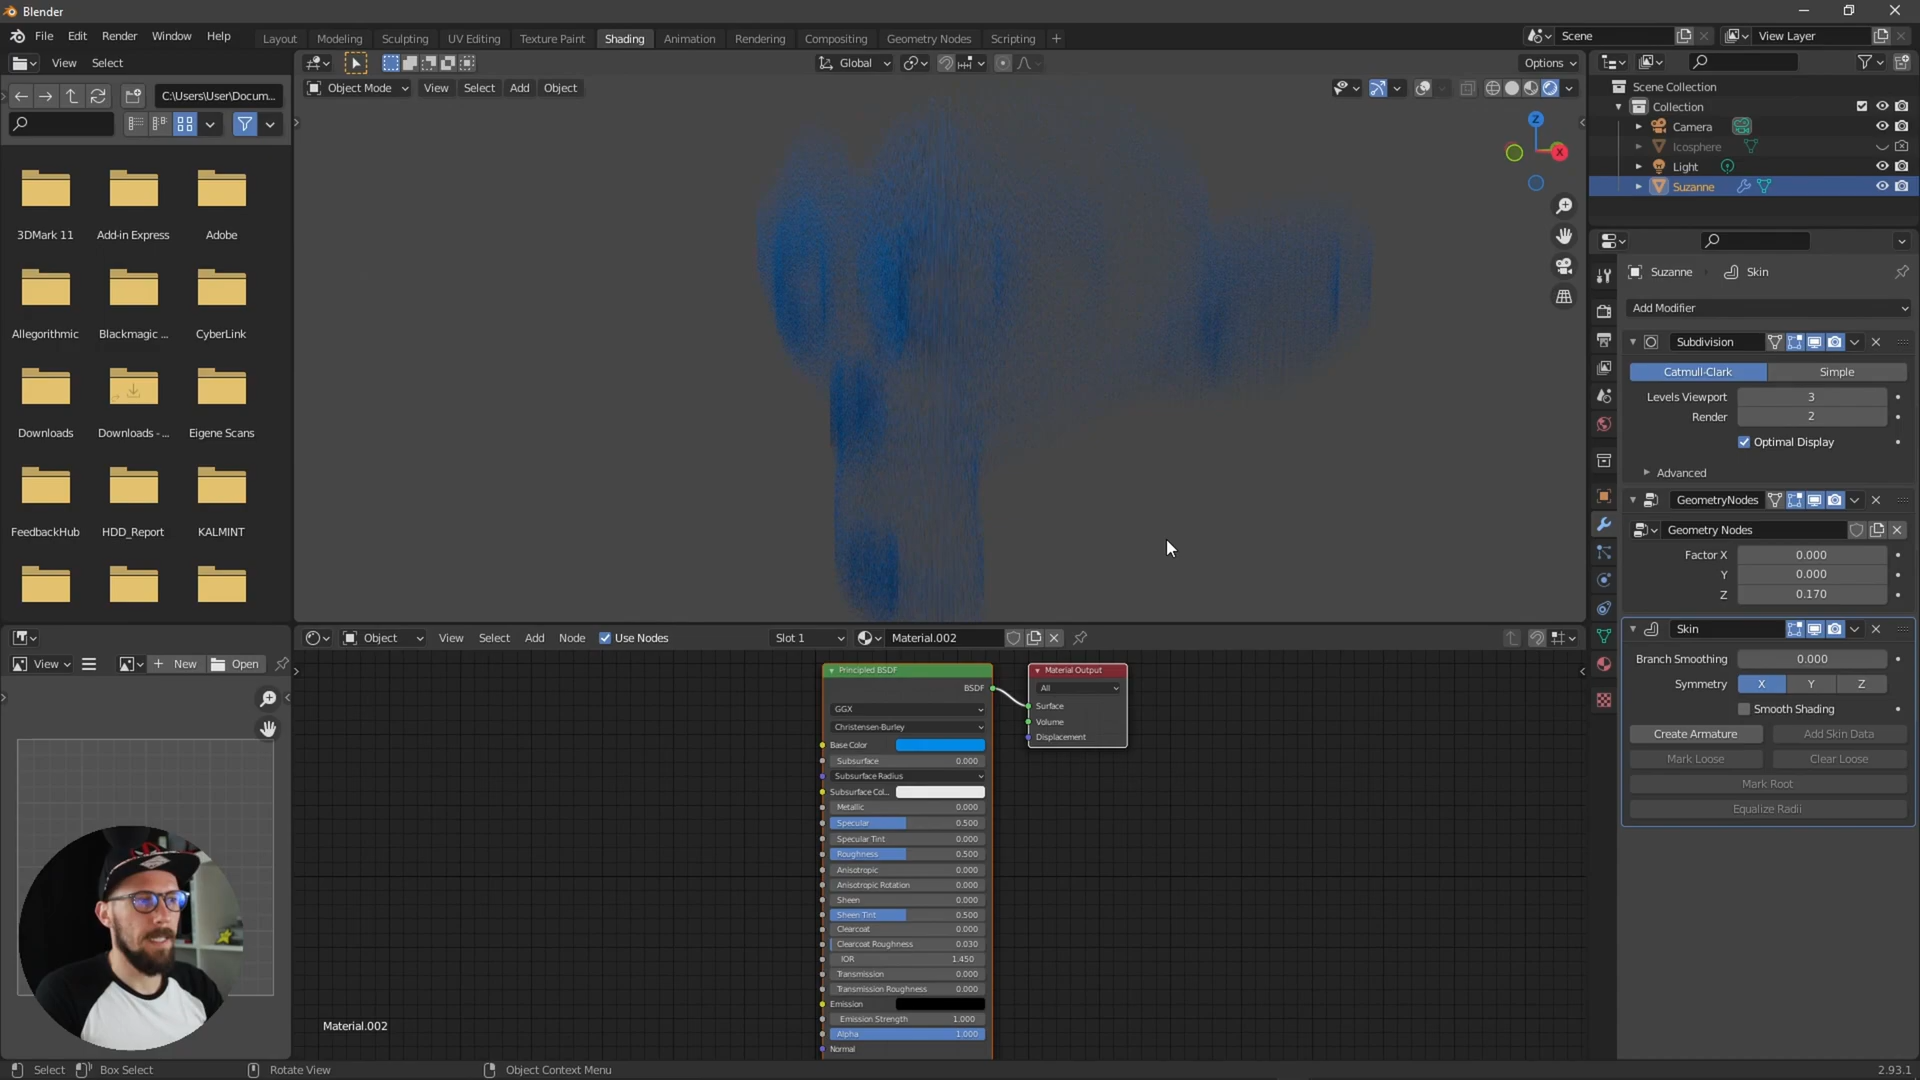 Blender
File Edit Render Window Help
Layout Modeling Sculpting UV Editing Texture Paint Shading Animation Rendering Compositing Geometry Nodes Scripting +
Scene
View Layer
View Select
Global
Options
C:\Users\User\Docum...
Object Mode View Select Add Object
Scene Collection
Collection
Camera
Icosphere
Light
Suzanne
Z
X
3DMark 11 Add-in Express Adobe
Allegorithmic Blackmagic ... CyberLink
Downloads Downloads - ... Eigene Scans
FeedbackHub HDD_Report KALMINT
Suzanne Skin
Add Modifier
Subdivision
Catmull-Clark Simple
Levels Viewport 3
Render 2
Optimal Display
Advanced
GeometryNodes
Geometry Nodes
Factor X 0.000
Y 0.000
Z 0.170
Skin
Branch Smoothing 0.000
Symmetry X Y Z
Smooth Shading
Create Armature Add Skin Data
Mark Loose Clear Loose
Mark Root
Equalize Radii
Object View Select Add Node Use Nodes Slot 1 Material.002
View + New Open
Principled BSDF
BSDF
GGX
Christensen-Burley
Base Color
Subsurface 0.000
Subsurface Radius
Subsurface Col...
Metallic 0.000
Specular 0.500
Specular Tint 0.000
Roughness 0.500
Anisotropic 0.000
Anisotropic Rotation 0.000
Sheen 0.000
Sheen Tint 0.500
Clearcoat 0.000
Clearcoat Roughness 0.030
IOR 1.450
Transmission 0.000
Transmission Roughness 0.000
Emission
Emission Strength 1.000
Alpha 1.000
Normal
Material Output
All
Surface
Volume
Displacement
Material.002
Select Box Select Rotate View Object Context Menu 2.93.1